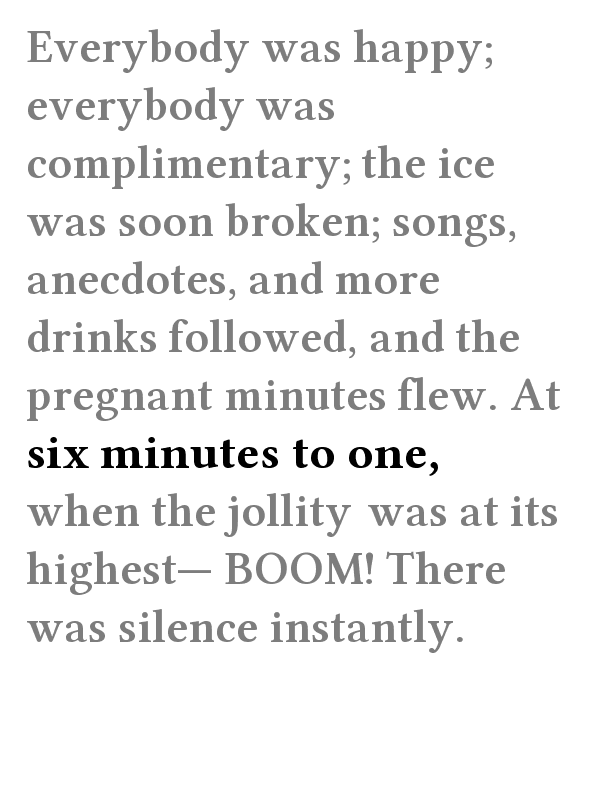 Everybody was happy;
everybody was
complimentary; the ice
was soon broken; songs,
anecdotes, and more
drinks followed, and the
pregnant minutes flew. At
six minutes to one,
when the jollity was at its
highest— BOOM! There
was silence instantly.